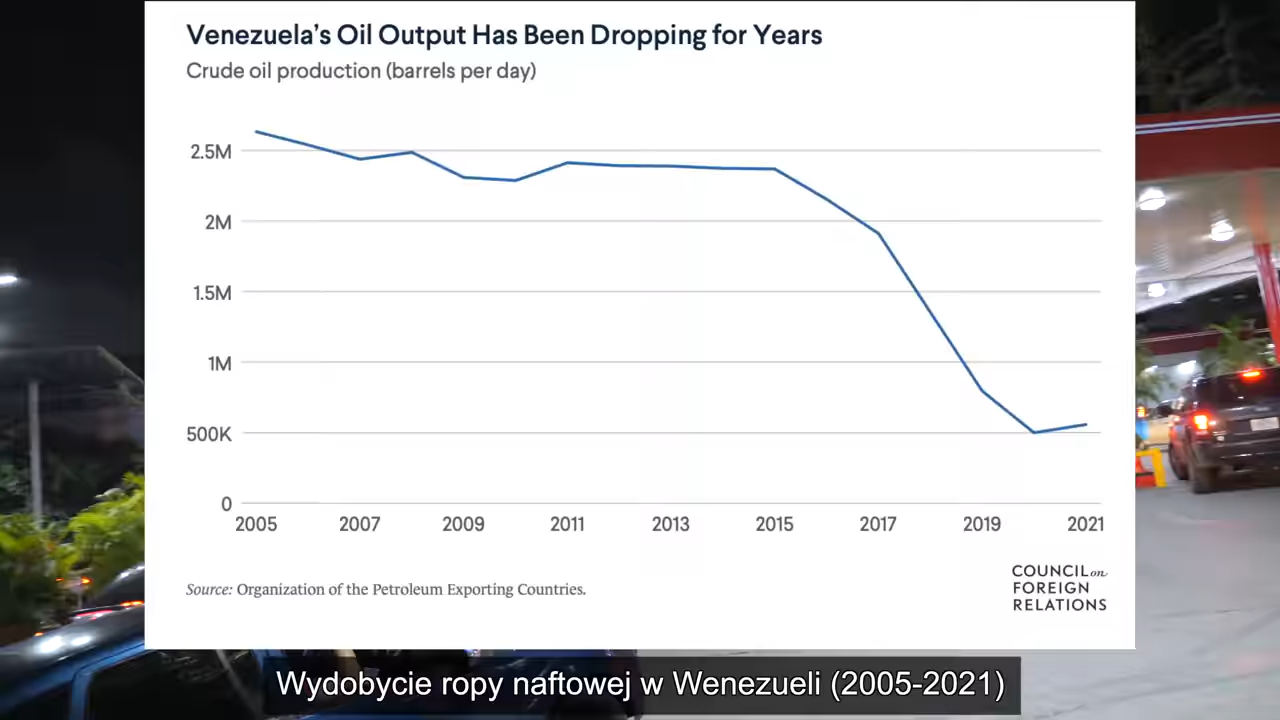 Venezuela's Oil Output Has Been Dropping for Years
Crude oil production (barrels per day)
2.5M
2M
1.5M
1M
500K
0
2005 2007 2009 2011 2013 2015 2017 2019 2021
Source: Organization of the Petroleum Exporting Countries.
COUNCIL on
FOREIGN
RELATIONS
Wydobycie ropy naftowej w Wenezueli (2005-2021)